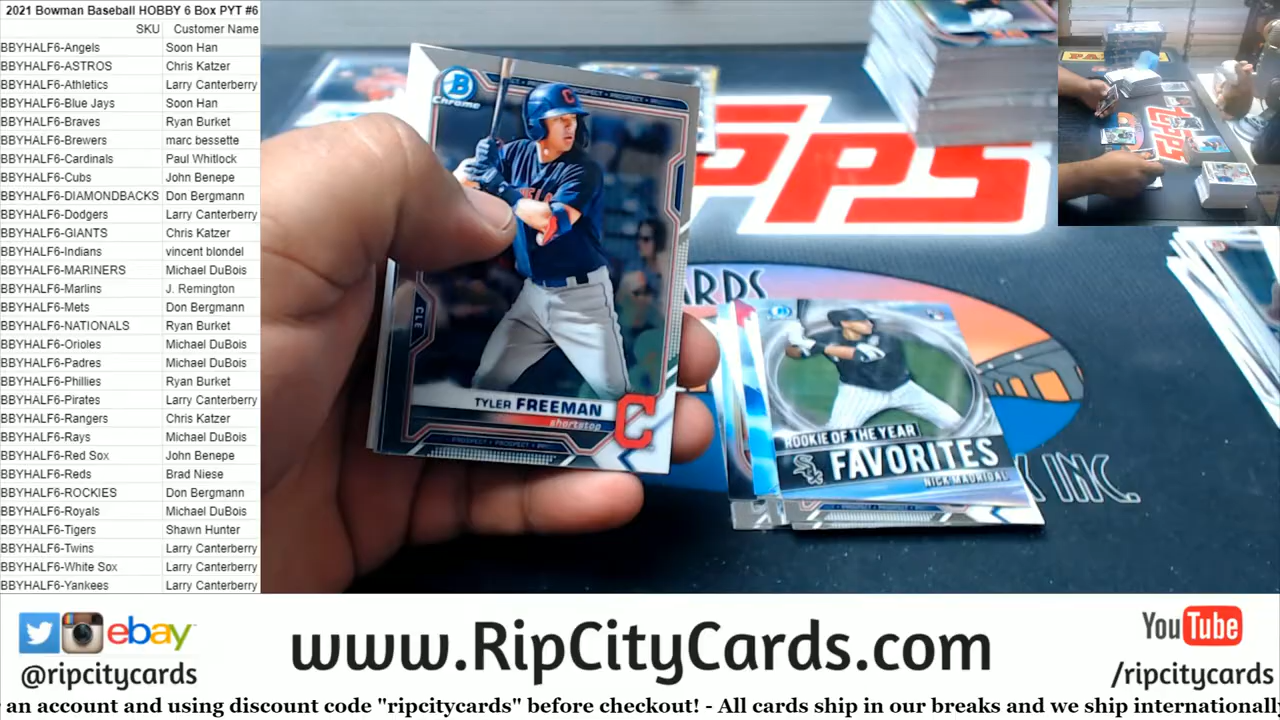 2021 Bowman Baseball HOBBY 6 Box PYT #6
SKU Customer Name
BBYHALF6-Angels Soon Han
BBYHALF6-ASTROS Chris Katzer
BBYHALF6-Athletics Larry Canterberry
BBYHALF6-Blue Jays Soon Han
BBYHALF6-Braves Ryan Burket
BBYHALF6-Brewers marc bessette
BBYHALF6-Cardinals Paul Whitlock
BBYHALF6-Cubs John Benepe
BBYHALF6-DIAMONDBACKS Don Bergmann
BBYHALF6-Dodgers Larry Canterberry
BBYHALF6-GIANTS Chris Katzer
BBYHALF6-Indians vincent blondel
BBYHALF6-MARINERS Michael DuBois
BBYHALF6-Marlins J. Remington
BBYHALF6-Mets Don Bergmann
BBYHALF6-NATIONALS Ryan Burket
BBYHALF6-Orioles Michael DuBois
BBYHALF6-Padres Michael DuBois
BBYHALF6-Phillies Ryan Burket
BBYHALF6-Pirates Larry Canterberry
BBYHALF6-Rangers Chris Katzer
BBYHALF6-Rays Michael DuBois
BBYHALF6-Red Sox John Benepe
BBYHALF6-Reds Brad Niese
BBYHALF6-ROCKIES Don Bergmann
BBYHALF6-Royals Michael DuBois
BBYHALF6-Tigers Shawn Hunter
BBYHALF6-Twins Larry Canterberry
BBYHALF6-White Sox Larry Canterberry
BBYHALF6-Yankees Larry Canterberry
B
Chrome
C
CLE
TYLER FREEMAN
shortstop
C
PROSPECT
OPPS
ARDS
INC
ROOKIE OF THE YEAR
FAVORITES
NICK MADRIGAL
ebay
@ripcitycards
www.RipCityCards.com
YouTube
/ripcitycards
an account and using discount code "ripcitycards" before checkout! - All cards ship in our breaks and we ship internationally